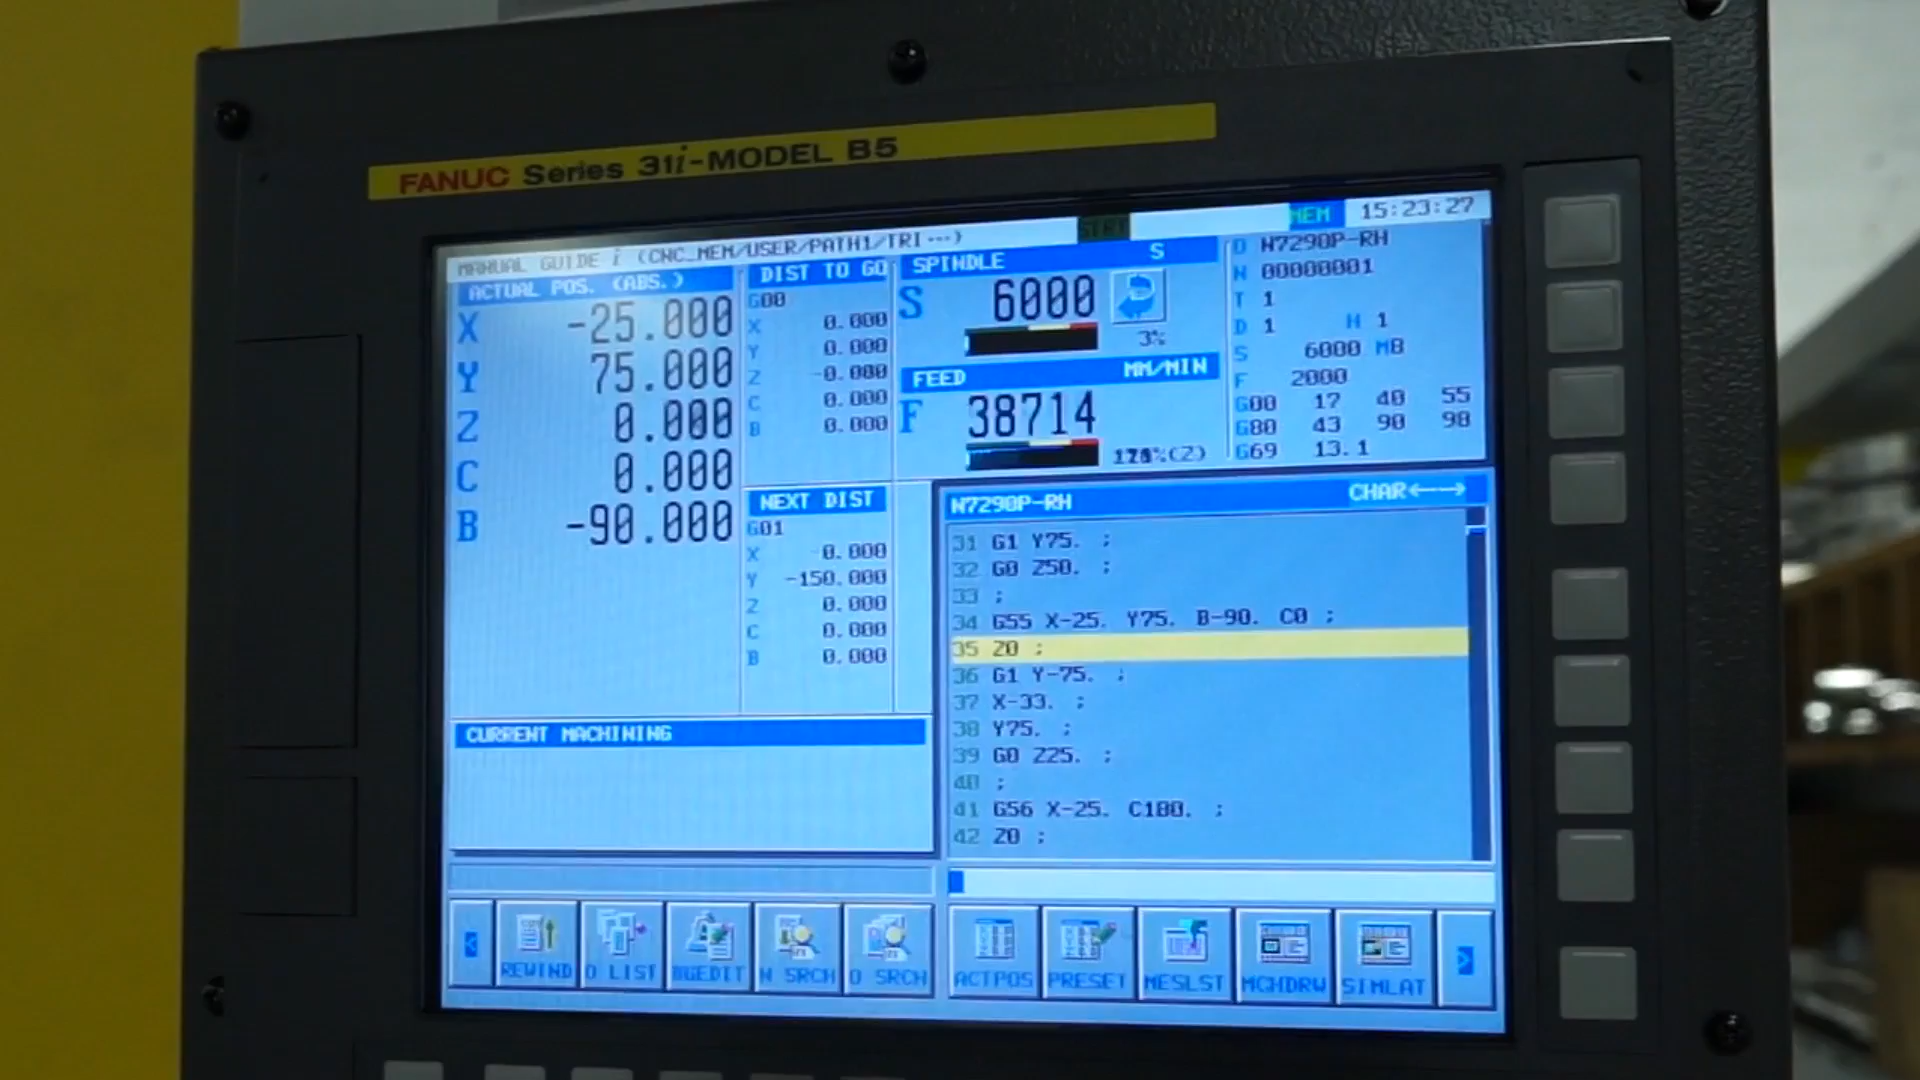 FANUC Series 31i-MODEL B5
MANUAL GUIDE i (CNC_MEM/USER/PATH1/TRI---)
STRT
MEM
15:23:27
ACTUAL POS. (ABS.)
X -25.000
Y 75.000
Z 0.000
C 0.000
B -90.000
DIST TO GO
G00
X 0.000
Y 0.000
Z -0.000
C 0.000
B 0.000
NEXT DIST
G01
X 0.000
Y -150.000
Z 0.000
C 0.000
B 0.000
SPINDLE S
S 6000
3%
FEED MM/MIN
F 38714
O N7290P-RH
N 00000001
T 1
D 1 H 1
S 6000 M8
F 2000
G00 17 40 55
G80 43 90 98
G69 13.1
CURRENT MACHINING
N7290P-RH CHAR←-→
31 G1 Y75. ;
32 G0 Z50. ;
33 ;
34 G55 X-25. Y75. B-90. C0 ;
35 Z0 ;
36 G1 Y-75. ;
37 X-33. ;
38 Y75. ;
39 G0 Z25. ;
40 ;
41 G56 X-25. C180. ;
42 Z0 ;
< REWIND O LIST BGEDIT N SRCH O SRCH ACTPOS PRESET MESLST MCHDRW SIMLAT >